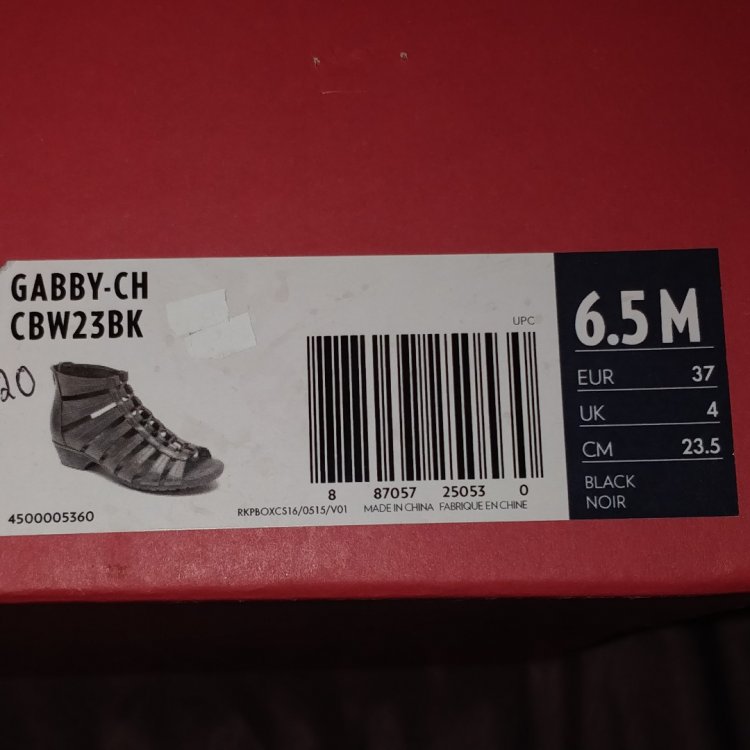 GABBY-CH
CBW23BK
20
4500005360
UPC
8 87057 25053 0
RKPBOXCS16/0515/V01 MADE IN CHINA FABRIQUE EN CHINE
6.5 M
EUR 37
UK 4
CM 23.5
BLACK
NOIR